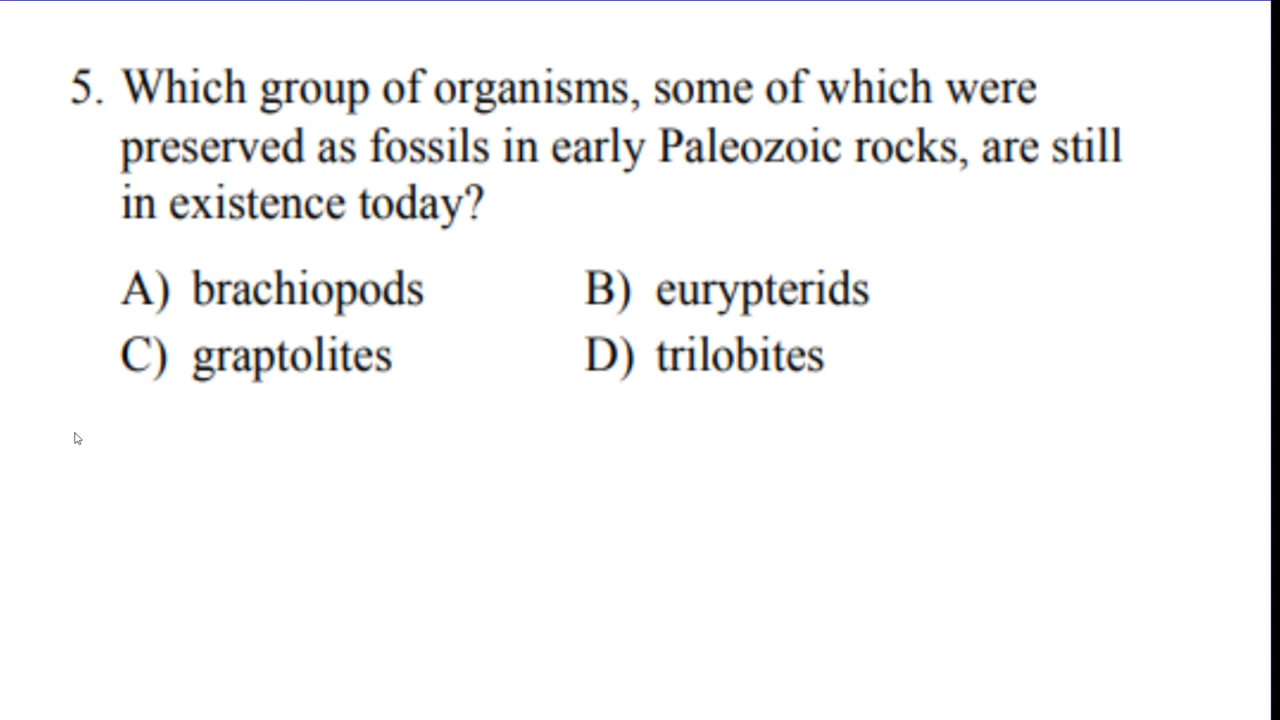 5. Which group of organisms, some of which were
preserved as fossils in early Paleozoic rocks, are still
in existence today?
A) brachiopods B) eurypterids
C) graptolites D) trilobites